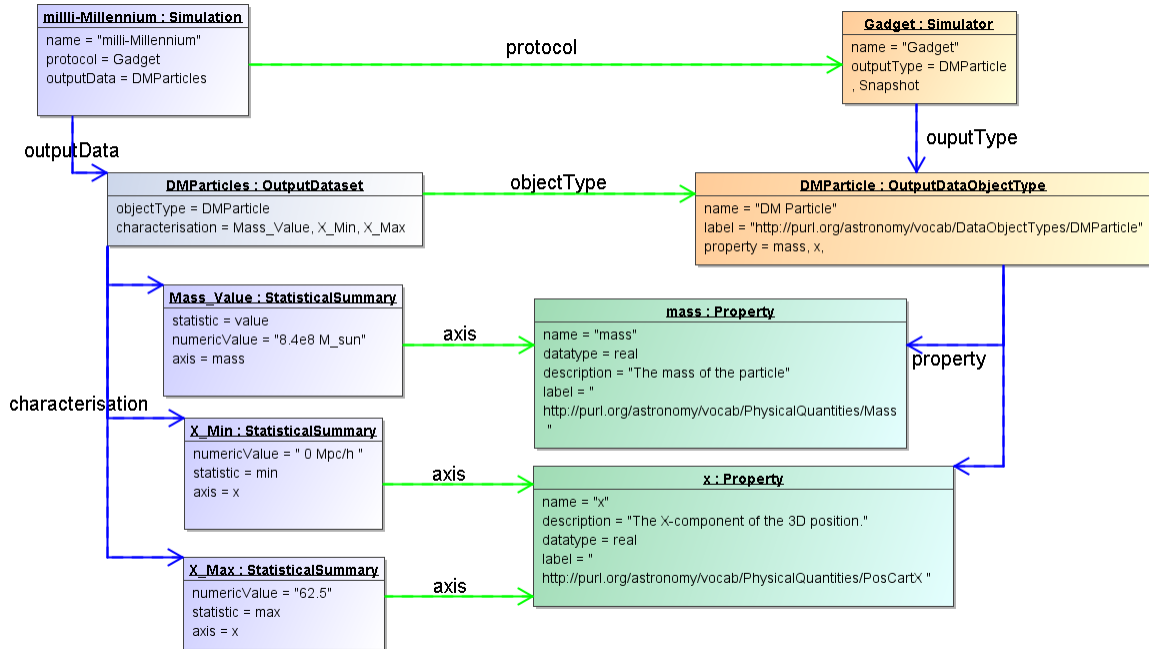 millli-Millennium : Simulation
name = "milli-Millennium"
protocol = Gadget
outputData = DMParticles
protocol
Gadget : Simulator
name = "Gadget"
outputType = DMParticle
, Snapshot
outputData
ouputType
DMParticles : OutputDataset
objectType = DMParticle
characterisation = Mass_Value, X_Min, X_Max
objectType
DMParticle : OutputDataObjectType
name = "DM Particle"
label = "http://purl.org/astronomy/vocab/DataObjectTypes/DMParticle"
property = mass, x,
Mass_Value : StatisticalSummary
statistic = value
numericValue = "8.4e8 M_sun"
axis = mass
axis
mass : Property
name = "mass"
datatype = real
description = "The mass of the particle"
label = "
http://purl.org/astronomy/vocab/PhysicalQuantities/Mass
"
property
characterisation
X_Min : StatisticalSummary
numericValue = " 0 Mpc/h "
statistic = min
axis = x
axis
x : Property
name = "x"
description = "The X-component of the 3D position."
datatype = real
label = "
http://purl.org/astronomy/vocab/PhysicalQuantities/PosCartX "
X_Max : StatisticalSummary
numericValue = "62.5"
statistic = max
axis = x
axis